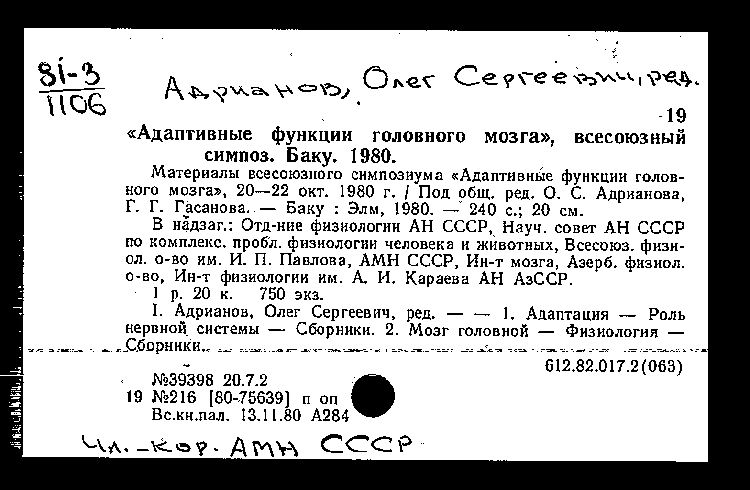 81-3
1106
Адрианов, Олег Сергеевич, ред.
19
«Адаптивные функции головного мозга», всесоюзный
симпоз. Баку. 1980.
Материалы всесоюзного симпозиума «Адаптивные функции голов-
ного мозга», 20—22 окт. 1980 г. / Под общ. ред. О. С. Адрианова,
Г. Г. Гасанова. — Баку : Элм, 1980. — 240 с.; 20 см.
В надзаг.: Отд-ние физиологии АН СССР, Науч. совет АН СССР
по комплекс. пробл. физиологии человека и животных, Всесоюз. физи-
ол. о-во им. И. П. Павлова, АМН СССР, Ин-т мозга, Азерб. физиол.
о-во, Ин-т физиологии им. А. И. Караева АН АзССР.
1 р. 20 к. 750 экз.
I. Адрианов, Олег Сергеевич, ред. — — 1. Адаптация — Роль
нервной системы — Сборники. 2. Мозг головной — Физиология —
Сборники.
612.82.017.2(063)
№39398 20.7.2
19 №216 [80-75639] п оп
Вс.кн.пал. 13.11.80 А284
Чл.-кор. АМН СССР